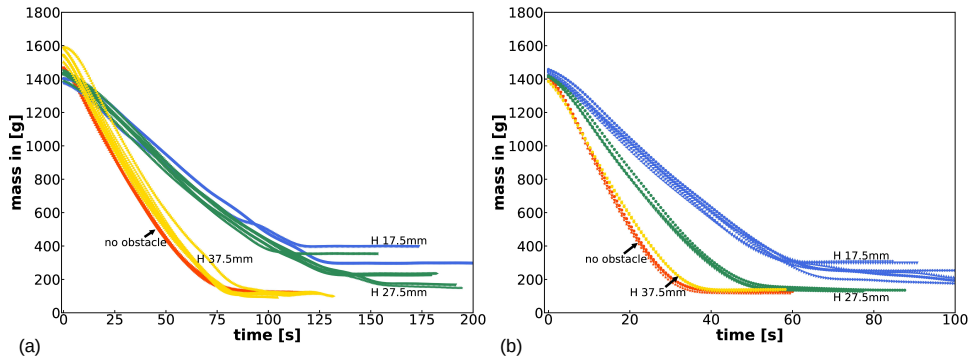 1800
1600
1400
1200
1000
800
600
400
200
0
mass in [g]
no obstacle
H 37.5mm
H 17.5mm
H 27.5mm
0 25 50 75 100 125 150 175 200
time [s]
(a)
1800
1600
1400
1200
1000
800
600
400
200
0
mass in [g]
no obstacle
H 37.5mm
H 17.5mm
H 27.5mm
0 20 40 60 80 100
time [s]
(b)